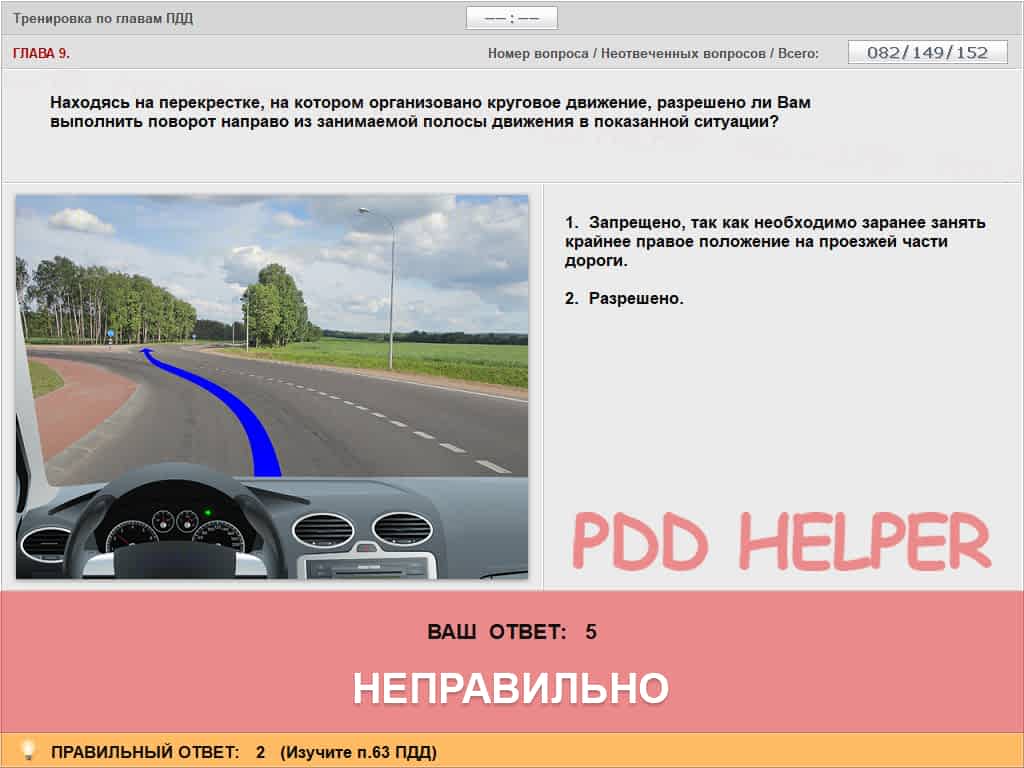 Тренировка по главам ПДД
—— : ——
ГЛАВА 9.
Номер вопроса / Неотвеченных вопросов / Всего:
082/149/152
Находясь на перекрестке, на котором организовано круговое движение, разрешено ли Вам
выполнить поворот направо из занимаемой полосы движения в показанной ситуации?
1. Запрещено, так как необходимо заранее занять
крайнее правое положение на проезжей части
дороги.
2. Разрешено.
PDD HELPER
ВАШ ОТВЕТ: 5
НЕПРАВИЛЬНО
ПРАВИЛЬНЫЙ ОТВЕТ: 2 (Изучите п.63 ПДД)